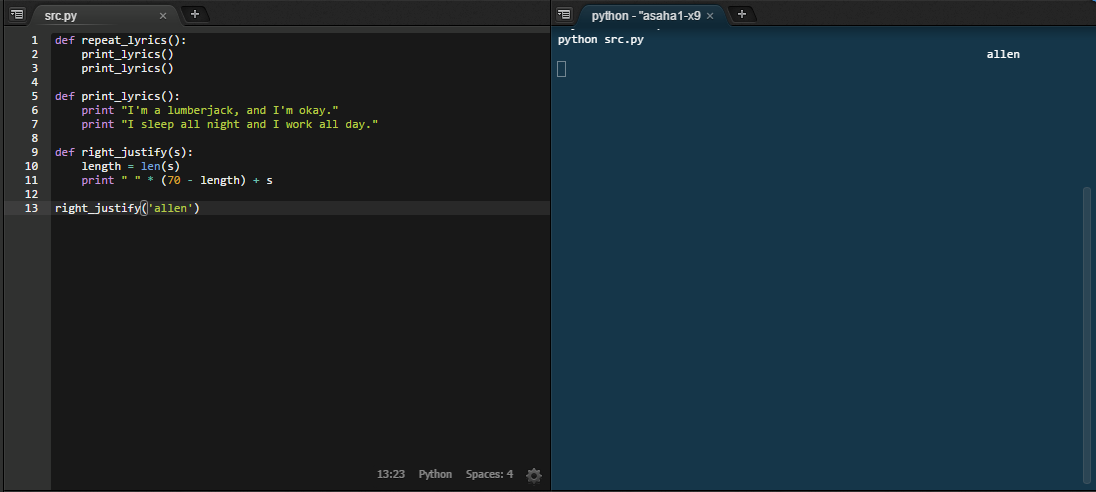 src.py × +
1 def repeat_lyrics():
2     print_lyrics()
3     print_lyrics()
4
5 def print_lyrics():
6     print "I'm a lumberjack, and I'm okay."
7     print "I sleep all night and I work all day."
8
9 def right_justify(s):
10     length = len(s)
11     print " " * (70 - length) + s
12
13 right_justify('allen')
13:23 Python Spaces: 4
python - "asaha1-x9 × +
python src.py
                                                                 allen